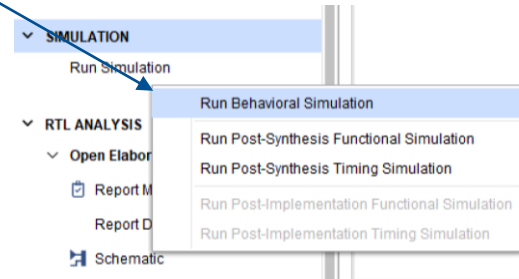 SIMULATION
Run Simulation
Run Behavioral Simulation
Run Post-Synthesis Functional Simulation
Run Post-Synthesis Timing Simulation
Run Post-Implementation Functional Simulation
Run Post-Implementation Timing Simulation
RTL ANALYSIS
Open Elabor
Report M
Report D
Schematic